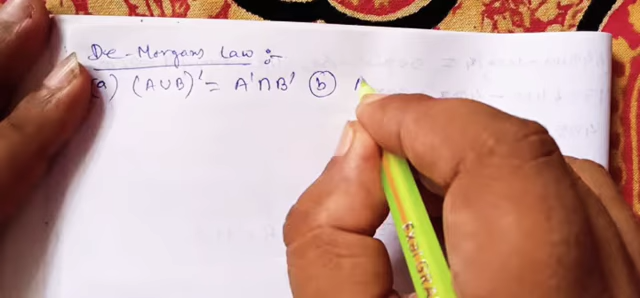 De-Morgans Law :-
(a) (A∪B)' = A'∩B' (b)